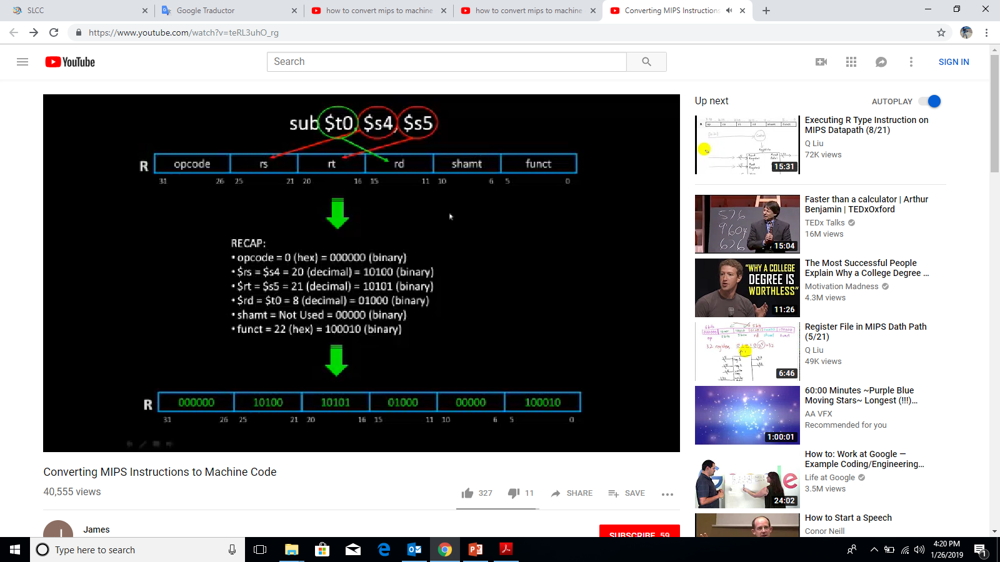 SLCC
Google Traductor
how to convert mips to machine
how to convert mips to machine
Converting MIPS Instructions
https://www.youtube.com/watch?v=teRL3uhO_rg
YouTube
Search
SIGN IN
sub $t0, $s4, $s5
R opcode rs rt rd shamt funct
31 26 25 21 20 16 15 11 10 6 5 0
RECAP:
• opcode = 0 (hex) = 000000 (binary)
• $rs = $s4 = 20 (decimal) = 10100 (binary)
• $rt = $s5 = 21 (decimal) = 10101 (binary)
• $rd = $t0 = 8 (decimal) = 01000 (binary)
• shamt = Not Used = 00000 (binary)
• funct = 22 (hex) = 100010 (binary)
R 000000 10100 10101 01000 00000 100010
31 26 25 21 20 16 15 11 10 6 5 0
Converting MIPS Instructions to Machine Code
40,555 views
327 11 SHARE SAVE
James
SUBSCRIBE 59
Up next
AUTOPLAY
15:31
Executing R Type Instruction on
MIPS Datapath (8/21)
Q Liu
72K views
576
9604
676
15:04
Faster than a calculator | Arthur
Benjamin | TEDxOxford
TEDx Talks
16M views
"WHY A COLLEGE
DEGREE IS
WORTHLESS"
11:26
The Most Successful People
Explain Why a College Degree ...
Motivation Madness
4.3M views
32 registers
6:46
Register File in MIPS Dath Path
(5/21)
Q Liu
49K views
1:00:01
60:00 Minutes ~Purple Blue
Moving Stars~ Longest (!!!)...
AA VFX
Recommended for you
24:02
How to: Work at Google —
Example Coding/Engineering...
Life at Google
3.5M views
How to Start a Speech
Conor Neill
Type here to search
4:20 PM
1/26/2019
1